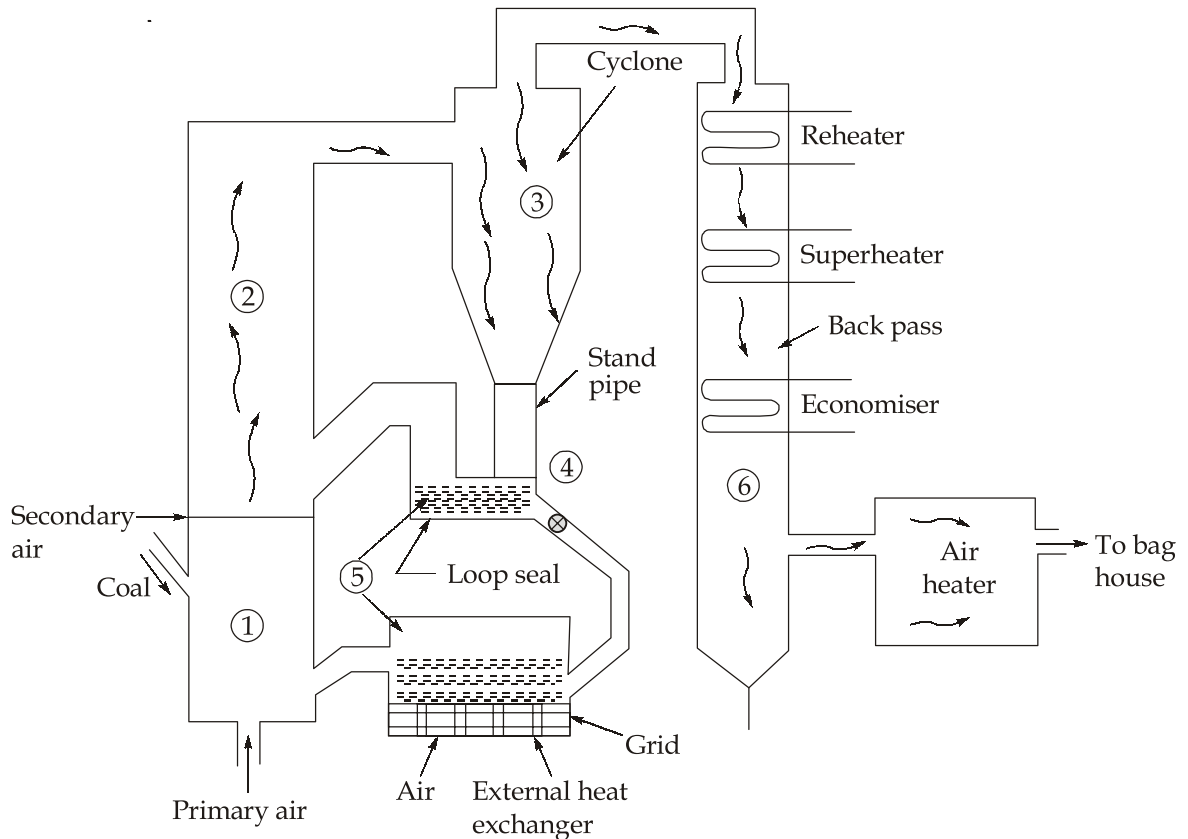 Cyclone
Reheater
3
Superheater
2
Back pass
Stand
pipe
Economiser
4
6
Secondary
air
Coal
5
Loop seal
Air
heater
To bag
house
1
Grid
Primary air
Air
External heat
exchanger